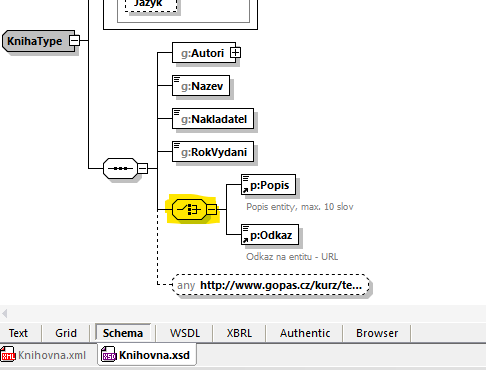 Jazyk
KnihaType
g:Autori
g:Nazev
g:Nakladatel
g:RokVydani
p:Popis
Popis entity, max. 10 slov
p:Odkaz
Odkaz na entitu - URL
any http://www.gopas.cz/kurz/te...
Text Grid Schema WSDL XBRL Authentic Browser
Knihovna.xml Knihovna.xsd